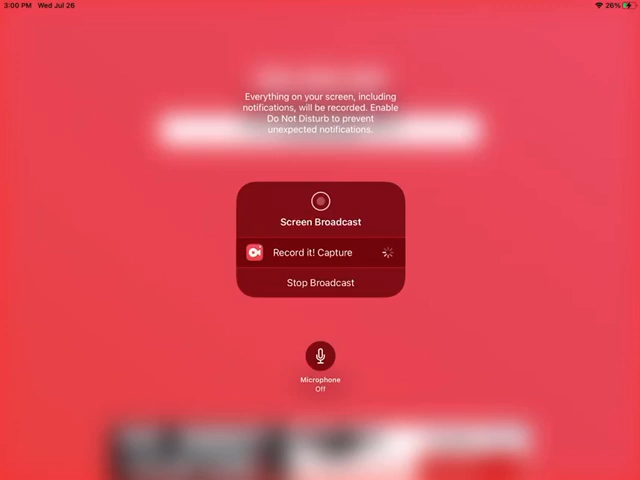 3:00 PM Wed Jul 26
26%
Everything on your screen, including
notifications, will be recorded. Enable
Do Not Disturb to prevent
unexpected notifications.
Screen Broadcast
Record it! Capture
Stop Broadcast
Microphone
Off